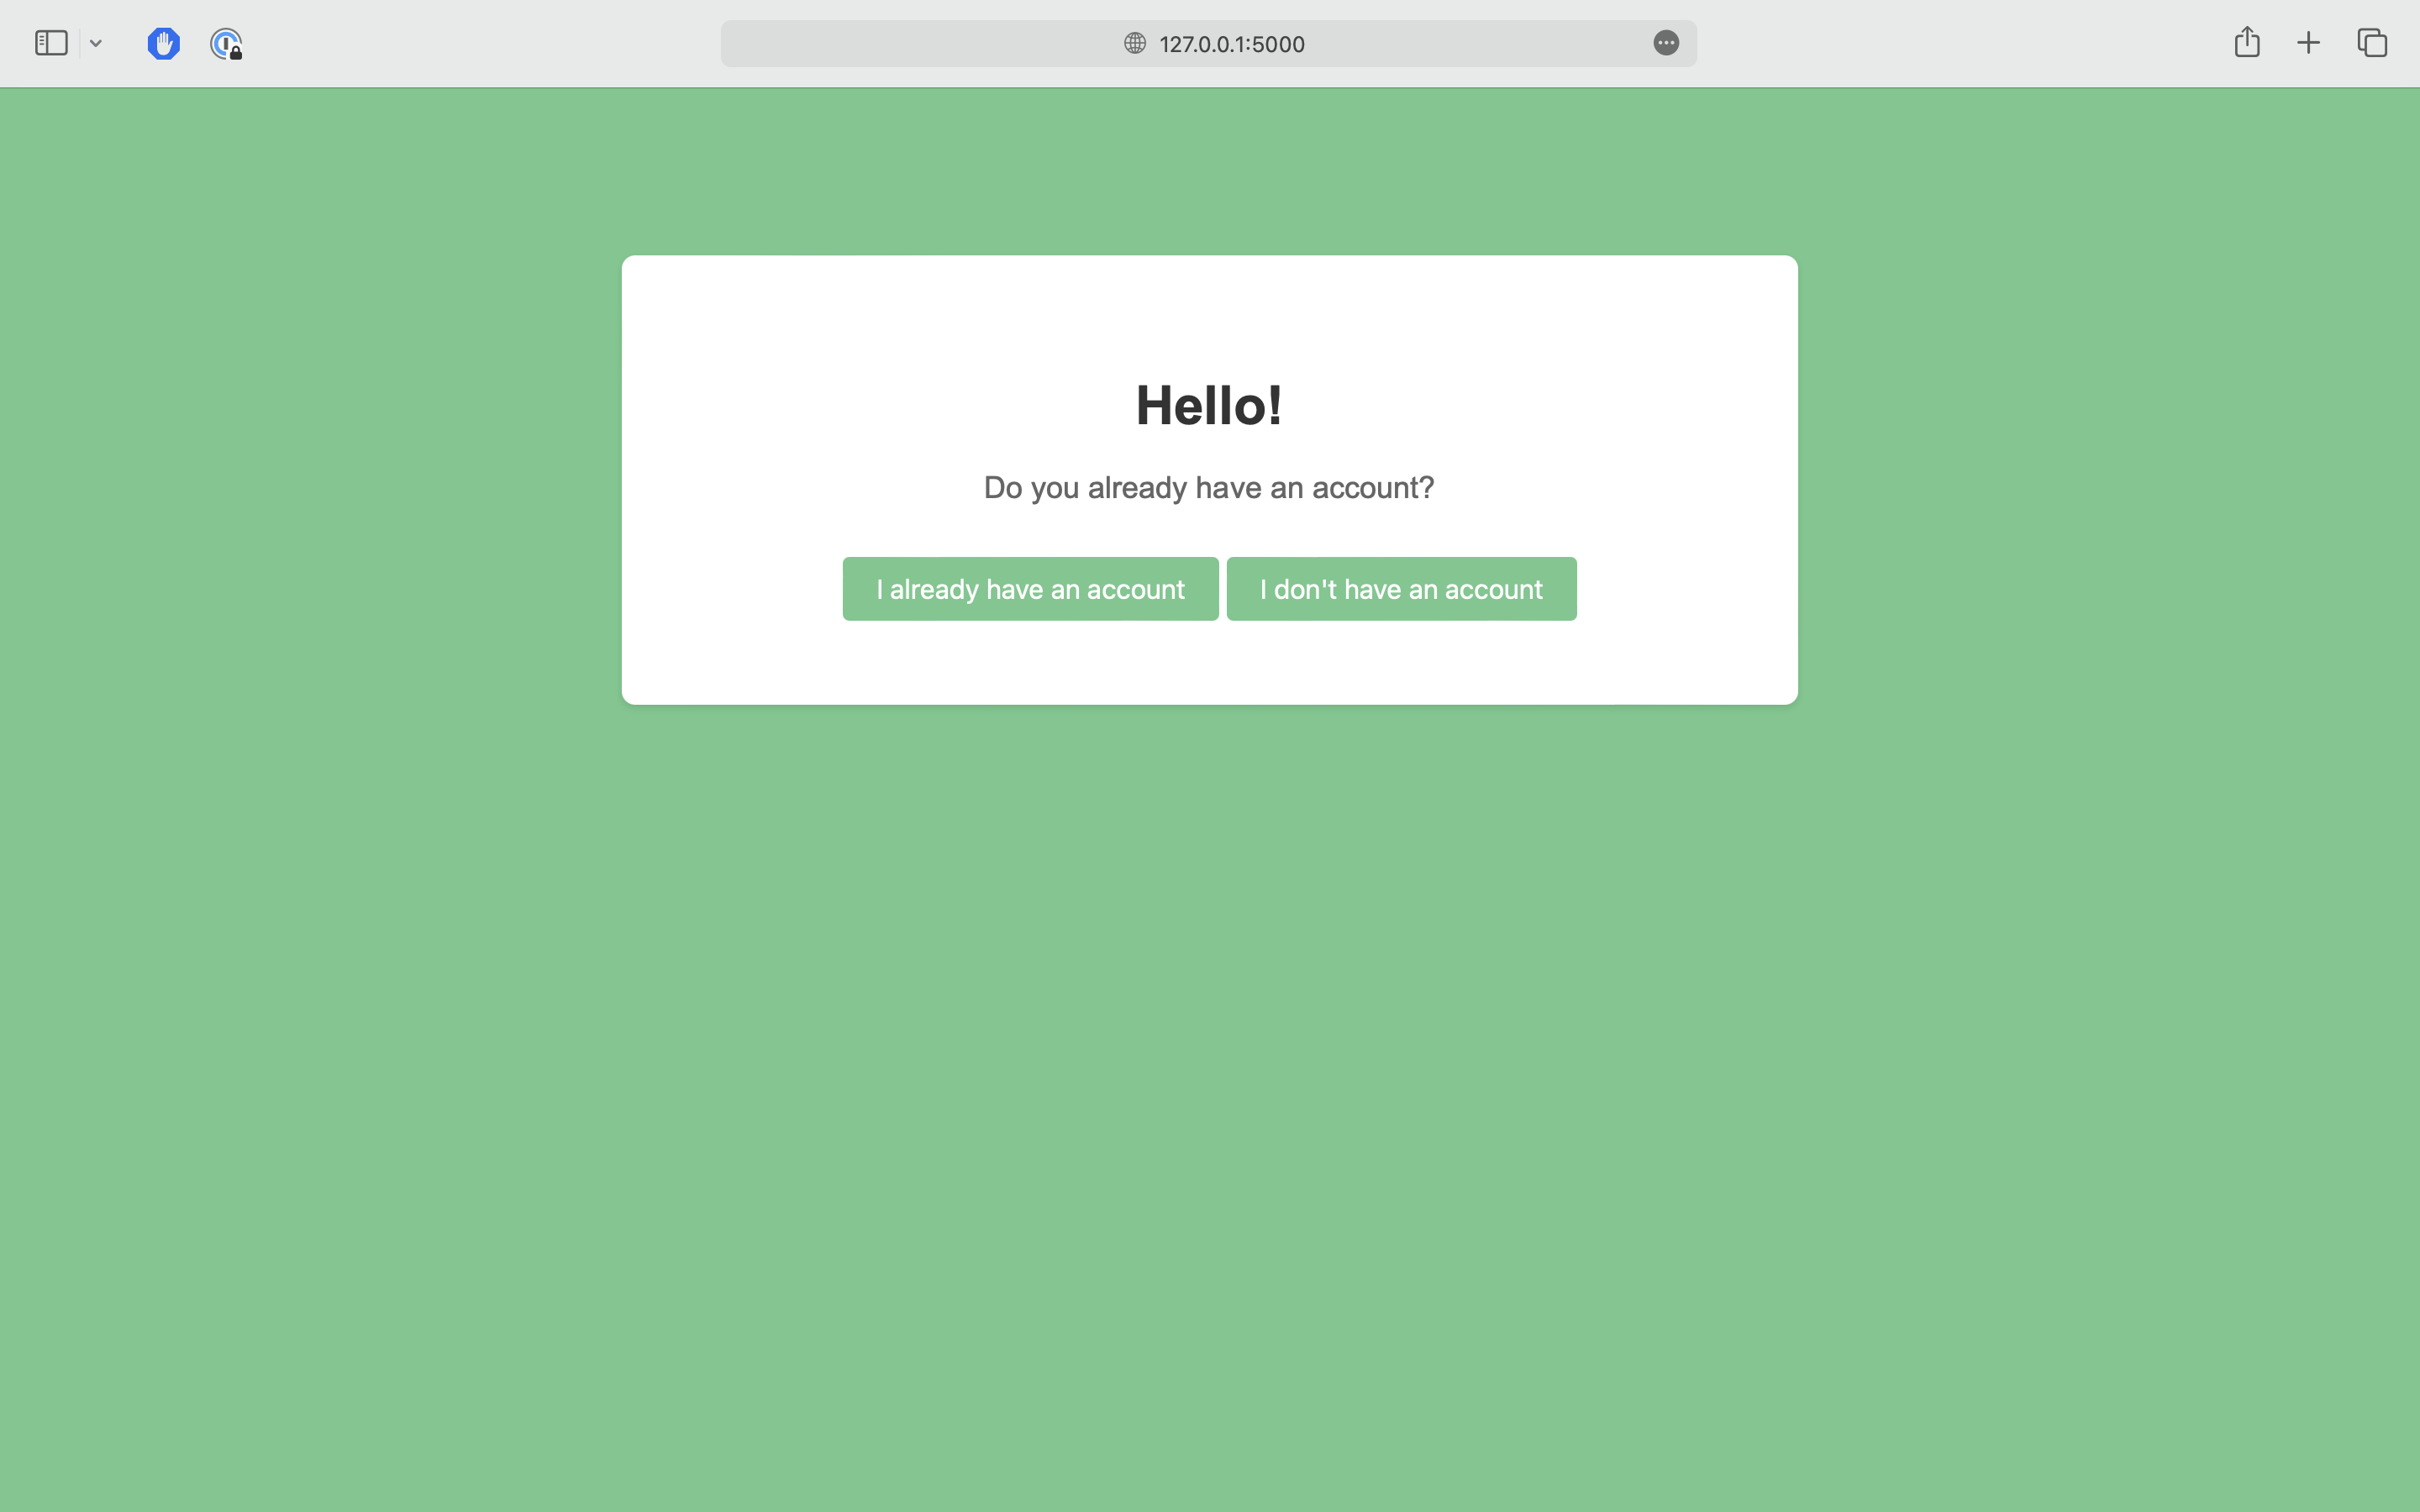 127.0.0.1:5000
Hello!
Do you already have an account?
I already have an account
I don't have an account